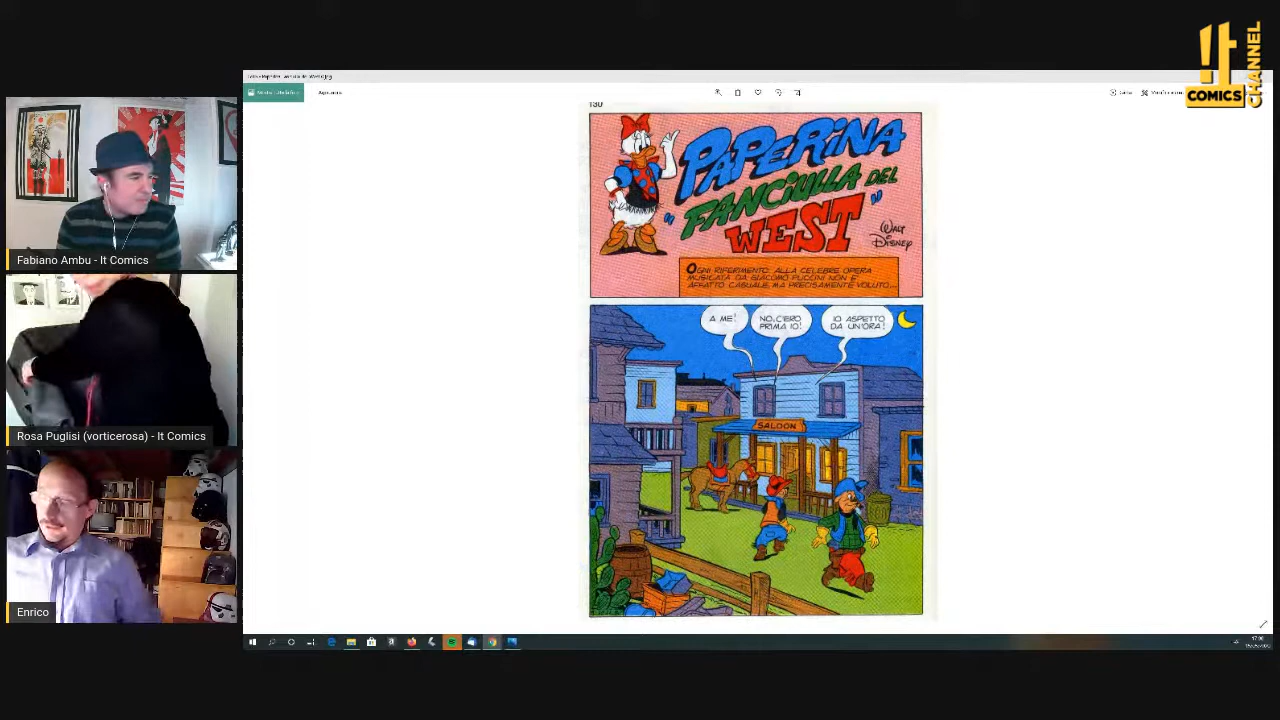 !t
COMICS
CHANNEL
Fabiano Ambu - It Comics
Rosa Puglisi (vorticerosa) - It Comics
Enrico
130
PAPERINA
"FANCIULLA DEL
WEST"
WALT
DISNEY
OGNI RIFERIMENTO ALLA CELEBRE OPERA
MUSICATA DA GIACOMO PUCCINI NON E'
AFFATTO CASUALE, MA PRECISAMENTE VOLUTO...
A ME!
NO, C'ERO
PRIMA IO!
IO ASPETTO
DA UN'ORA!
SALOON